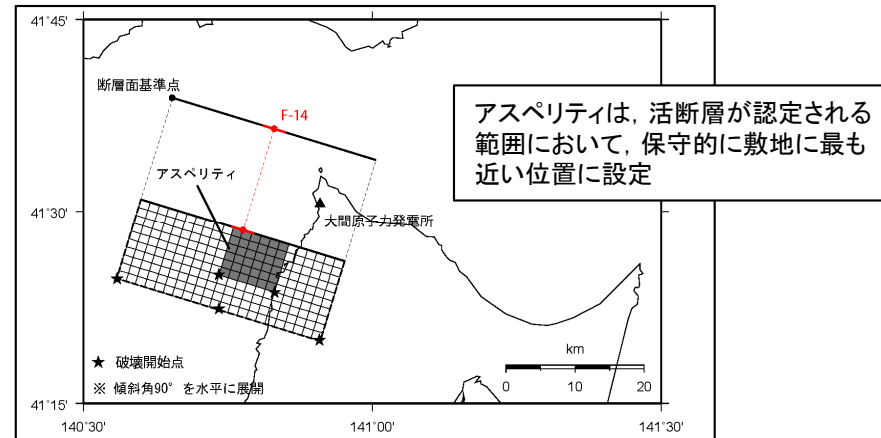 41°45'
断層面基準点
F-14
アスペリティは，活断層が認定される
範囲において，保守的に敷地に最も
近い位置に設定
アスペリティ
41°30'
大間原子力発電所
km
★ 破壊開始点
0 10 20
※ 傾斜角90° を水平に展開
41°15'
140°30' 141°00' 141°30'